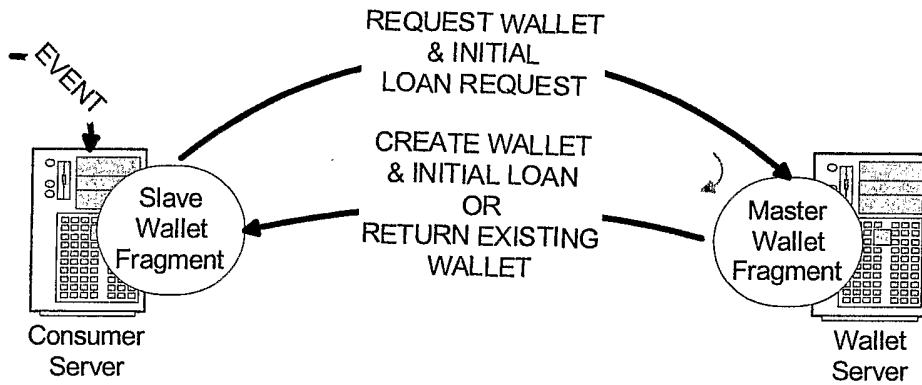 REQUEST WALLET
& INITIAL
LOAN REQUEST
EVENT
CREATE WALLET
& INITIAL LOAN
OR
RETURN EXISTING
WALLET
Slave
Wallet
Fragment
Master
Wallet
Fragment
Consumer
Server
Wallet
Server